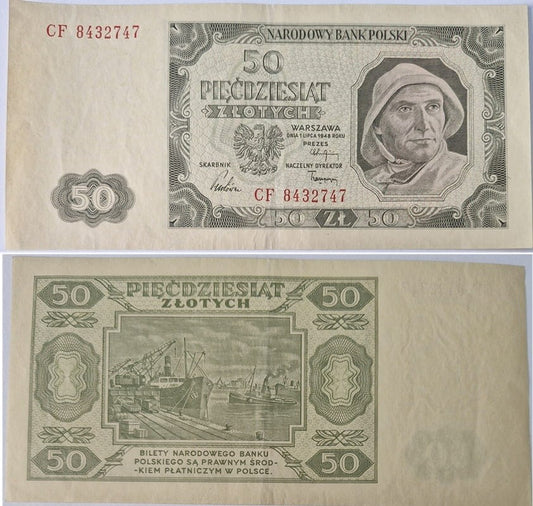 CF 8432747
NARODOWY BANK POLSKI
50
PIĘĆDZIESIĄT
ZŁOTYCH
WARSZAWA
DNIA 1 LIPCA 1948 ROKU
PREZES
SKARBNIK
NACZELNY DYREKTOR
CF 8432747
50
50 ZŁ 50
50 PIĘĆDZIESIĄT 50
ZŁOTYCH
BILETY NARODOWEGO BANKU
POLSKIEGO SĄ PRAWNYM ŚROD-
-KIEM PŁATNICZYM W POLSCE.
50 50